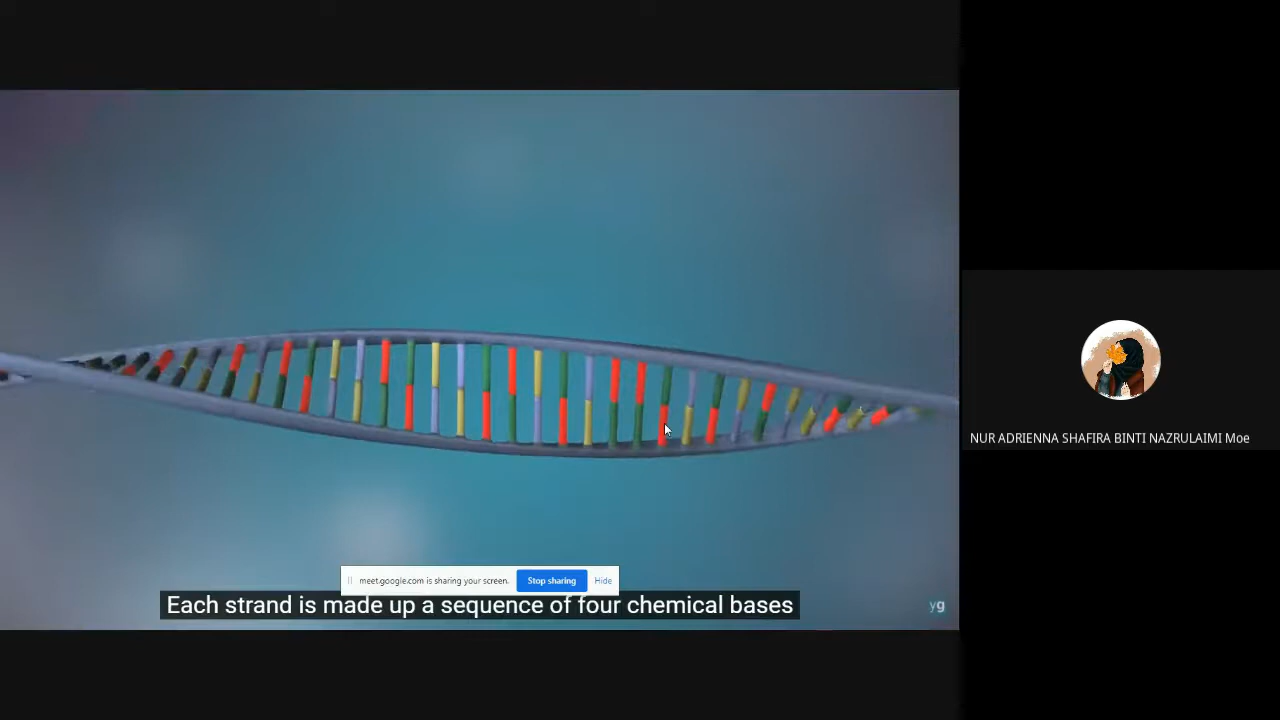 meet.google.com is sharing your screen. Stop sharing Hide
Each strand is made up a sequence of four chemical bases
yg
NUR ADRIENNA SHAFIRA BINTI NAZRULAIMI Moe